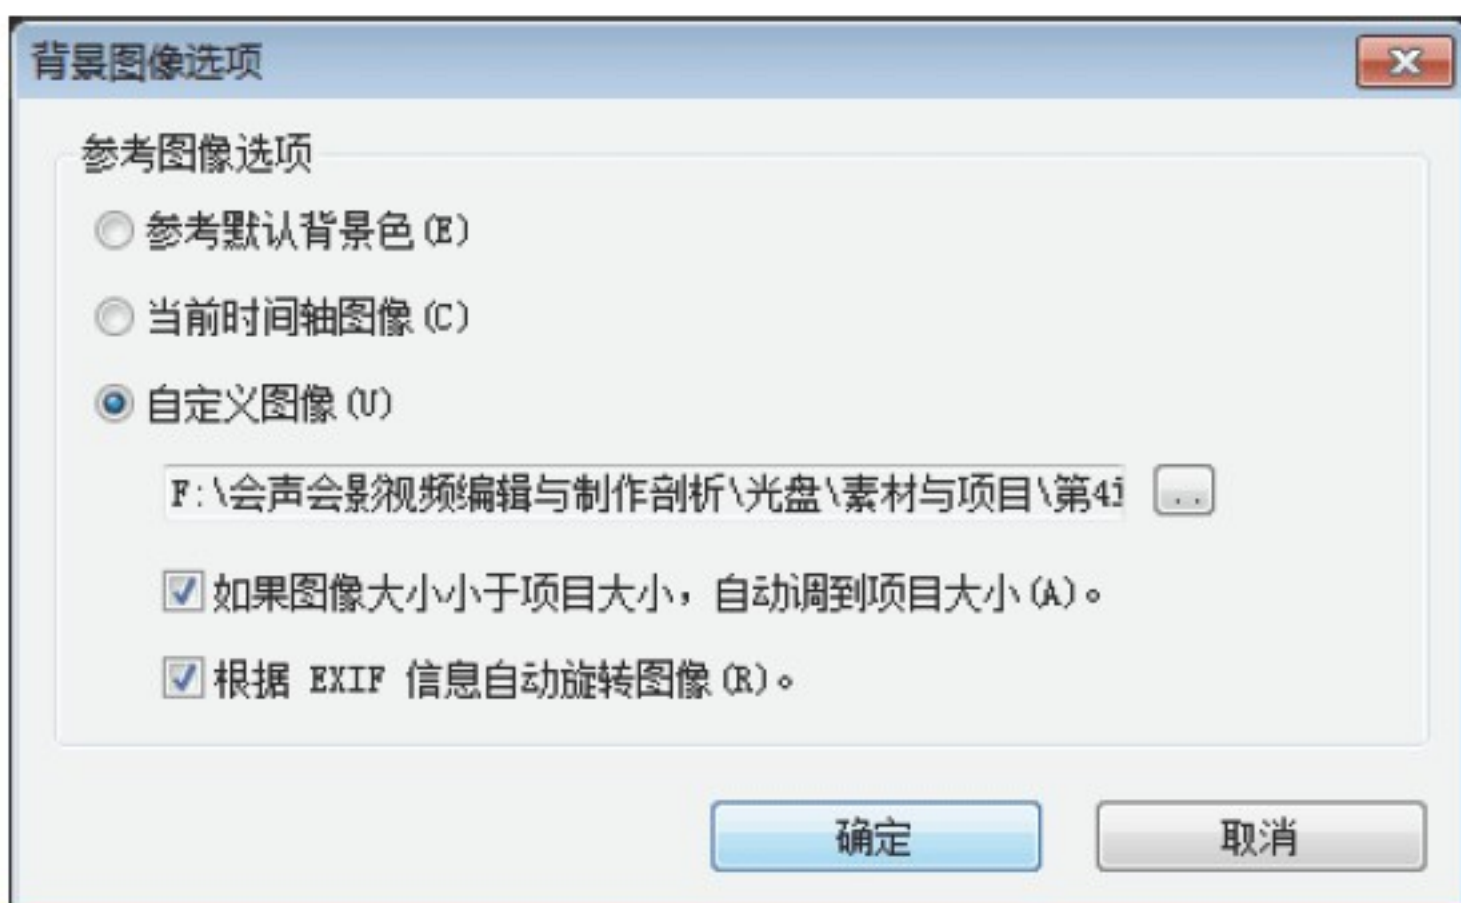 背景图像选项
参考图像选项
参考默认背景色(E)
当前时间轴图像(C)
自定义图像(U)
F:\会声会影视频编辑与制作剖析\光盘\素材与项目\第4i
..
如果图像大小小于项目大小，自动调到项目大小(A)。
根据 EXIF 信息自动旋转图像(R)。
确定
取消